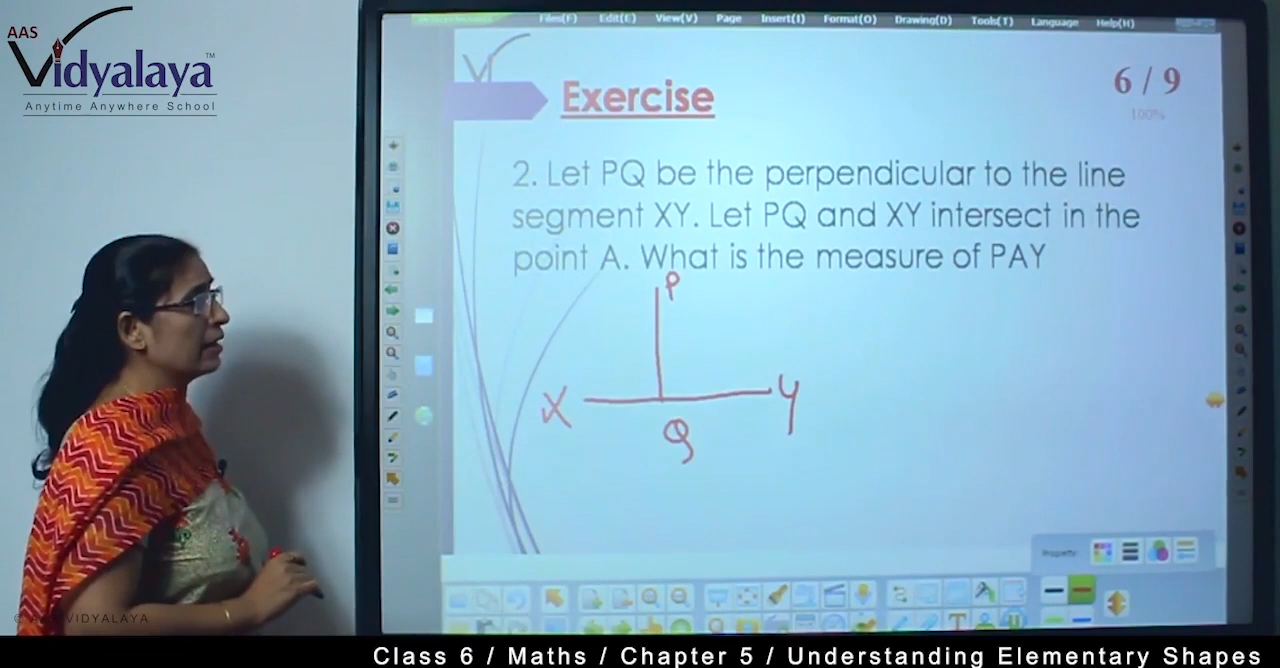 AAS
Vidyalaya
TM
Anytime Anywhere School
Files(F) Edit(E) View(V) Page Insert(I) Format(O) Drawing(D) Tools(T) Language Help(H)
Exercise
6 / 9
100%
2. Let PQ be the perpendicular to the line
segment XY. Let PQ and XY intersect in the
point A. What is the measure of PAY
P
X
Y
Q
Property:
© AAS VIDYALAYA
Class 6 / Maths / Chapter 5 / Understanding Elementary Shapes